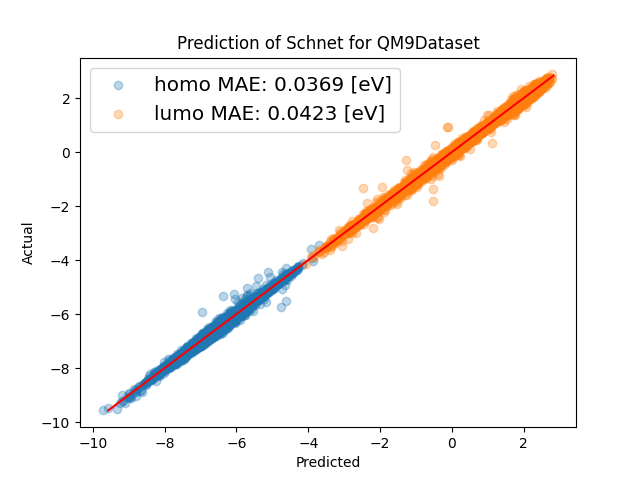 Prediction of Schnet for QM9Dataset
homo MAE: 0.0369 [eV]
lumo MAE: 0.0423 [eV]
2
0
−2
−4
−6
−8
−10
Actual
−10 −8 −6 −4 −2 0 2
Predicted